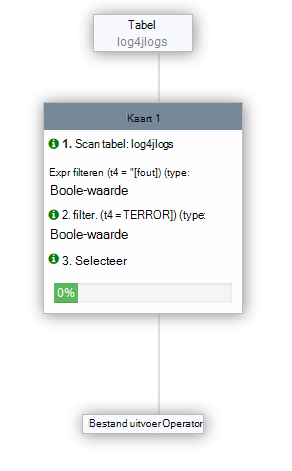 Tabel
log4jlogs
Kaart 1
1. Scan tabel: log4jlogs
Expr filteren (t4 = "[fout]) (type:
Boole-waarde
2. filter. (t4 = TERROR]) (type:
Boole-waarde
3. Selecteer
0%
Bestand uitvoer Operator